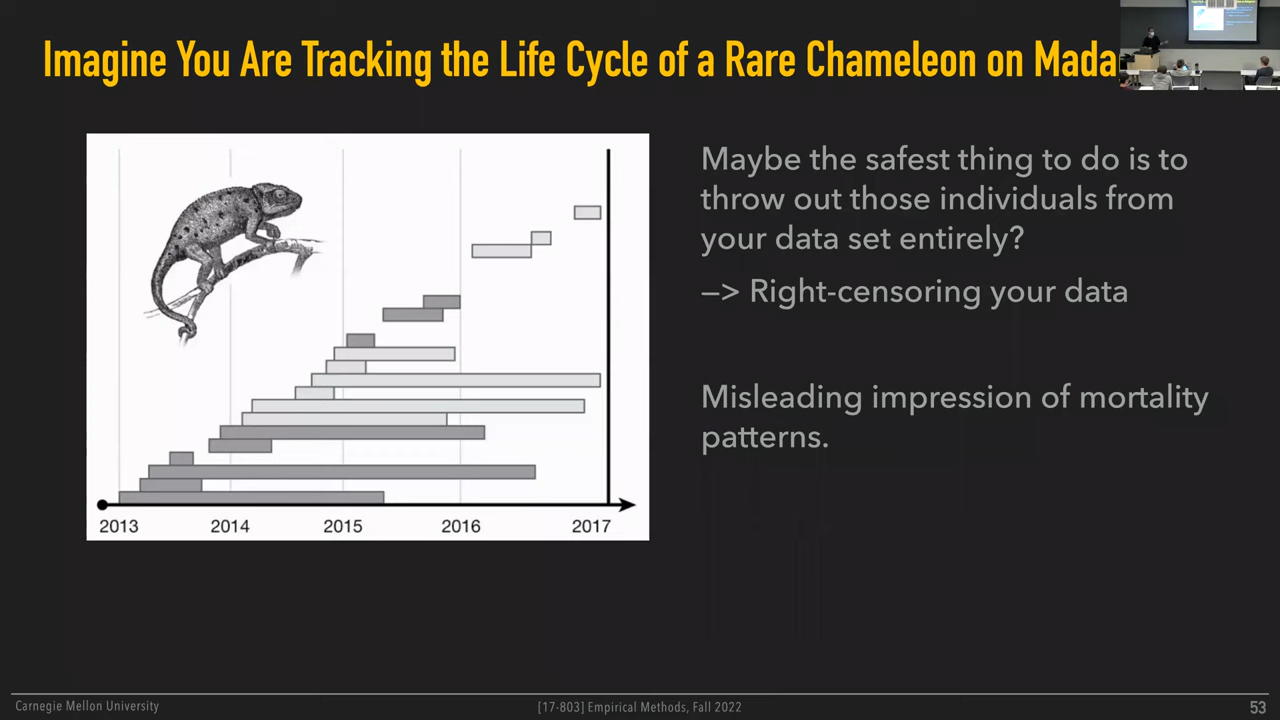 Imagine You Are Tracking the Life Cycle of a Rare Chameleon on Mada
Maybe the safest thing to do is to
throw out those individuals from
your data set entirely?
—> Right-censoring your data
Misleading impression of mortality
patterns.
2013 2014 2015 2016 2017
Carnegie Mellon University [17-803] Empirical Methods, Fall 2022 53